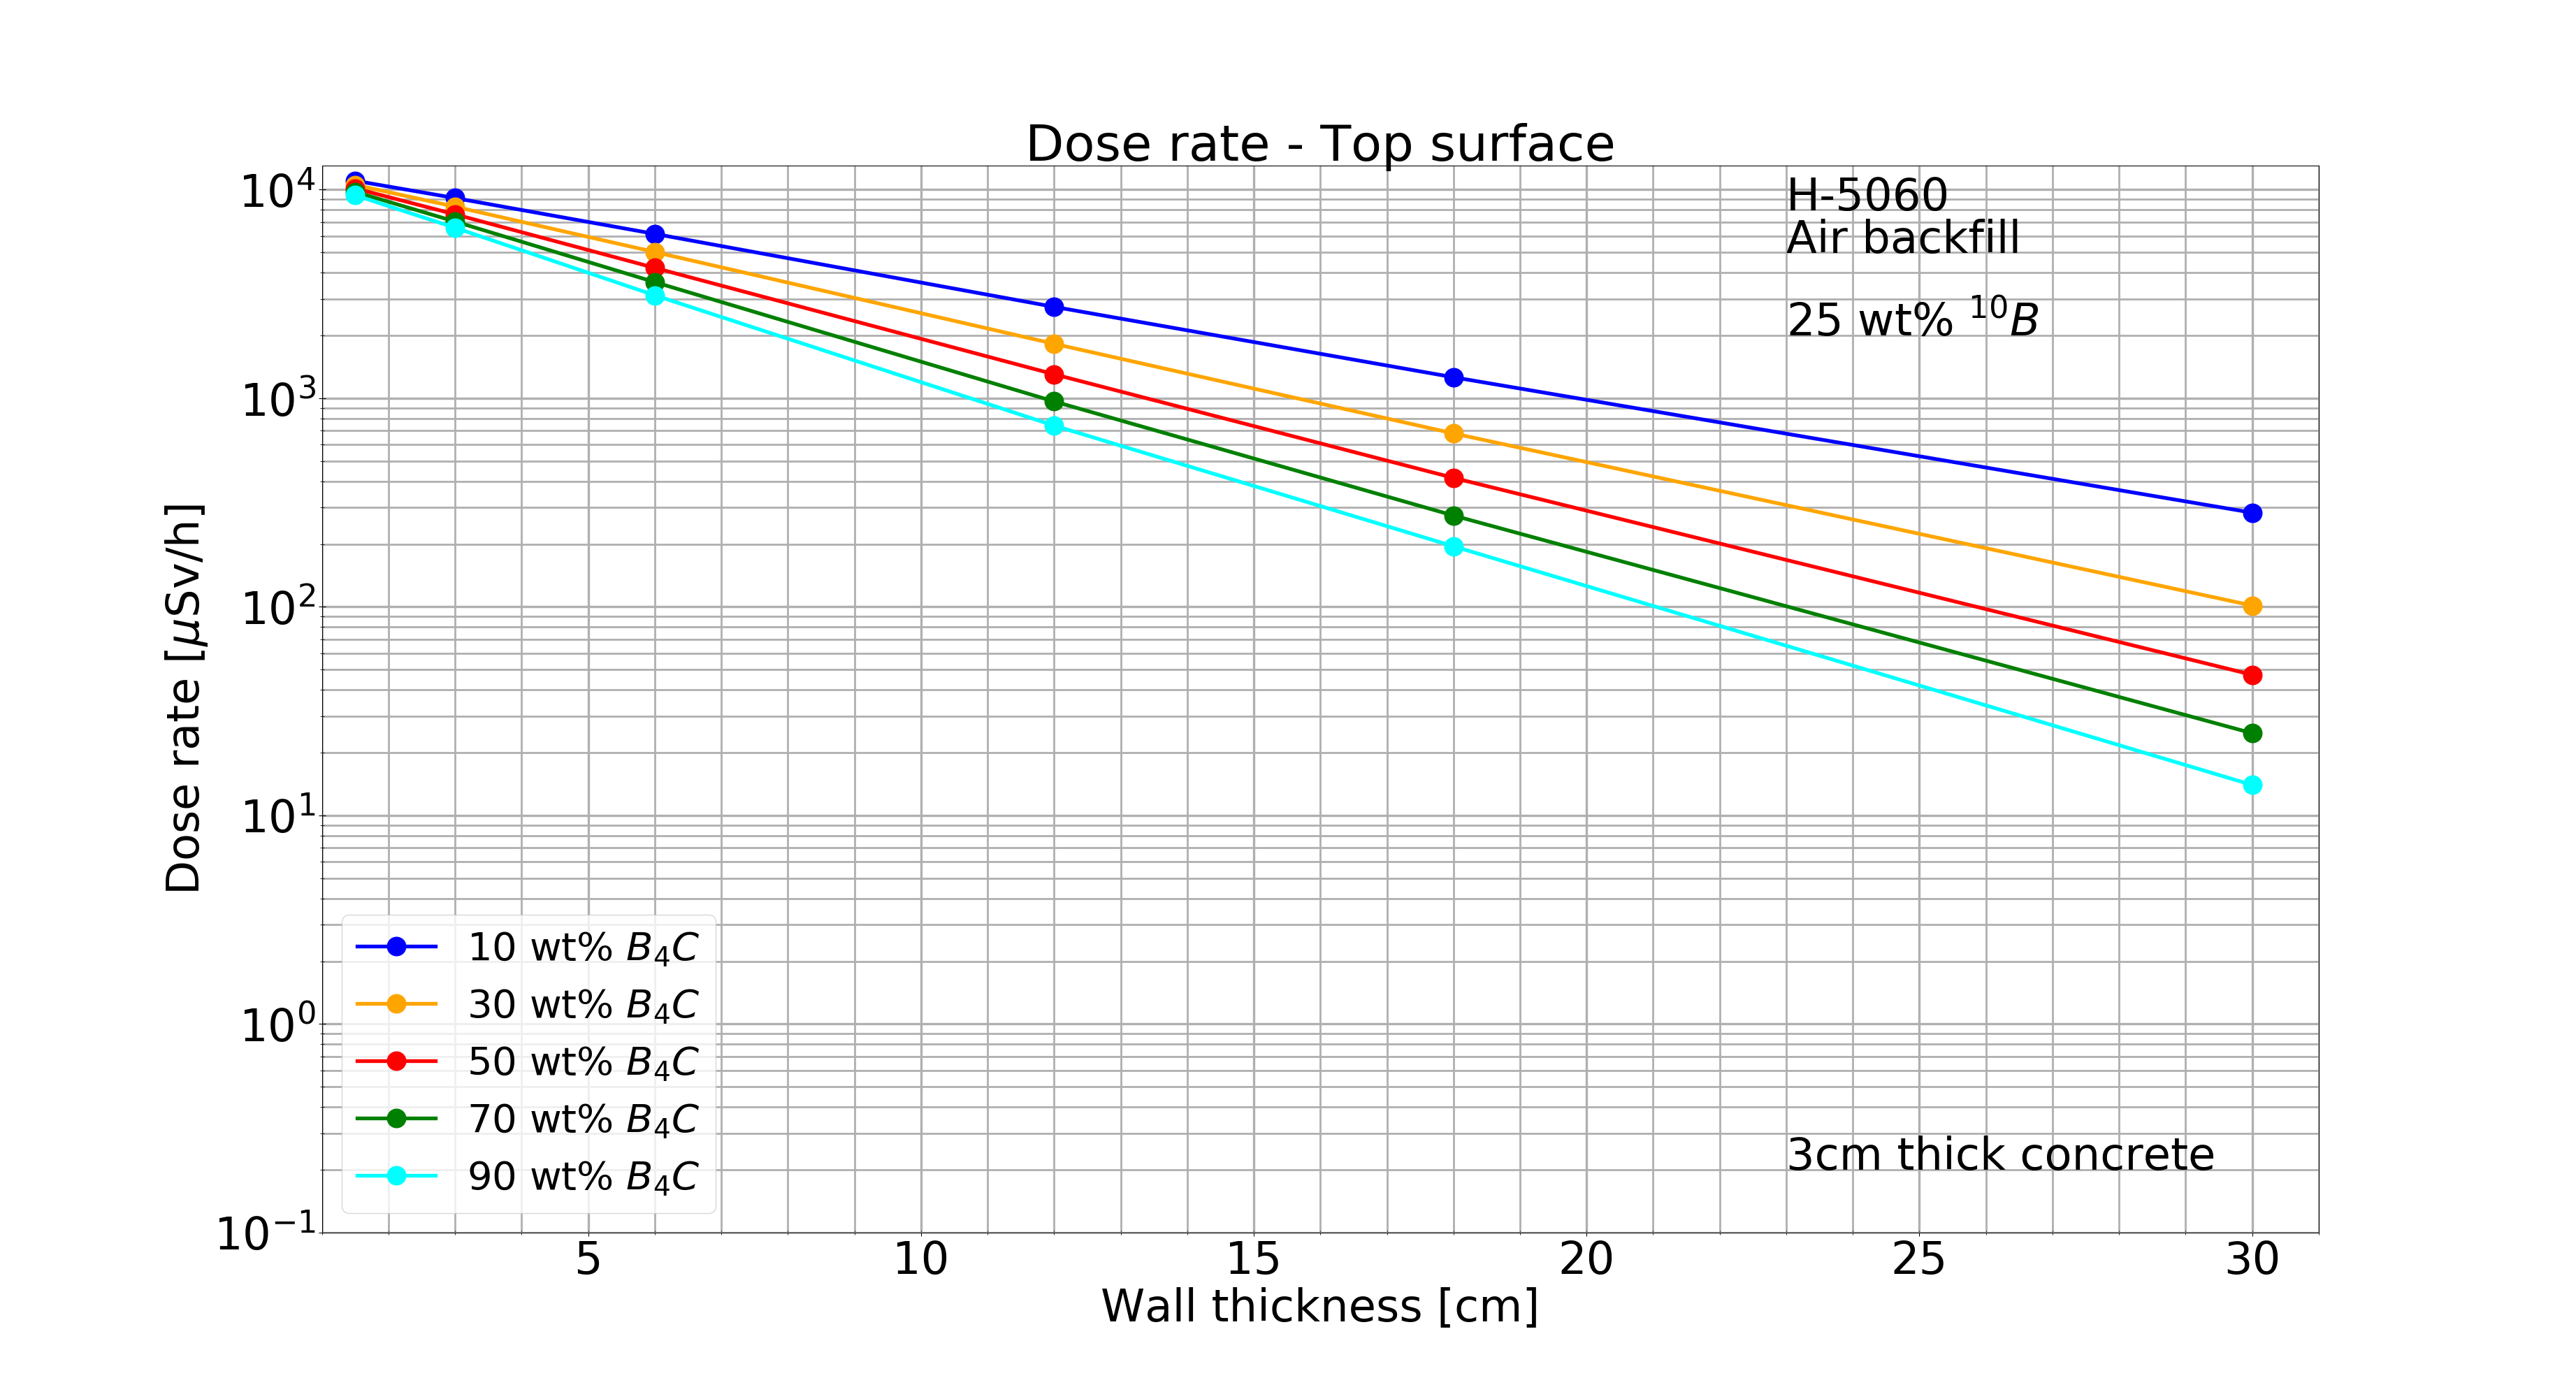 Dose rate - Top surface
10⁴
10³
10²
10¹
10⁰
10⁻¹
Dose rate [μSv/h]
H-5060
Air backfill
25 wt% ¹⁰B
10 wt% B₄C
30 wt% B₄C
50 wt% B₄C
70 wt% B₄C
90 wt% B₄C
3cm thick concrete
5 10 15 20 25 30
Wall thickness [cm]